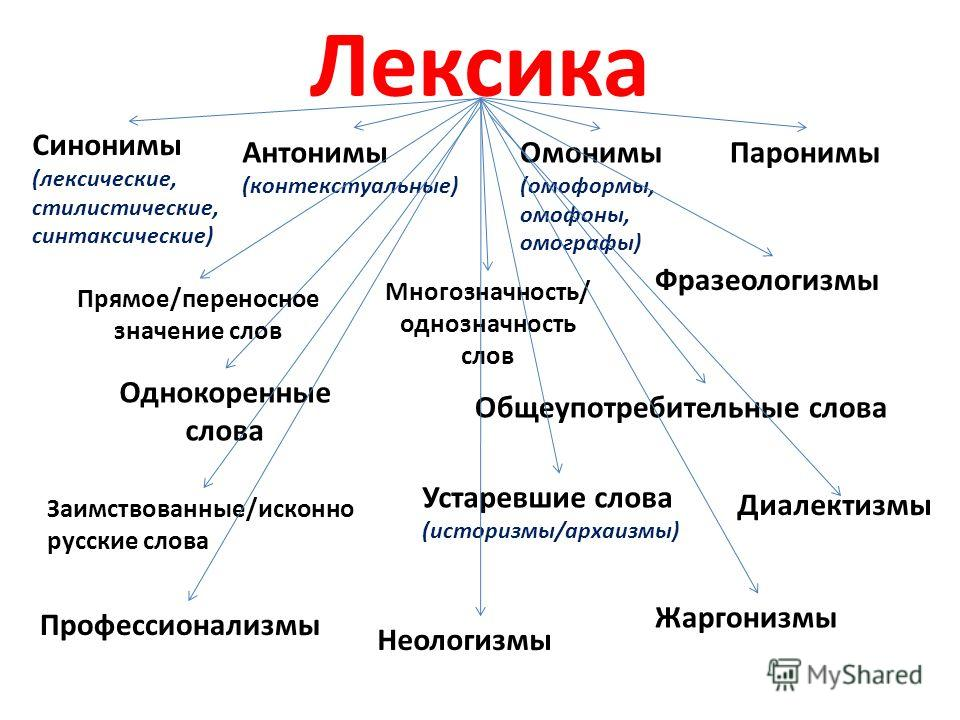 Лексика
Синонимы
(лексические,
стилистические,
синтаксические)
Антонимы
(контекстуальные)
Омонимы
(омоформы,
омофоны,
омографы)
Паронимы
Прямое/переносное
значение слов
Многозначность/
однозначность
слов
Фразеологизмы
Однокоренные
слова
Общеупотребительные слова
Заимствованные/исконно
русские слова
Устаревшие слова
(историзмы/архаизмы)
Диалектизмы
Профессионализмы
Неологизмы
Жаргонизмы
MyShared